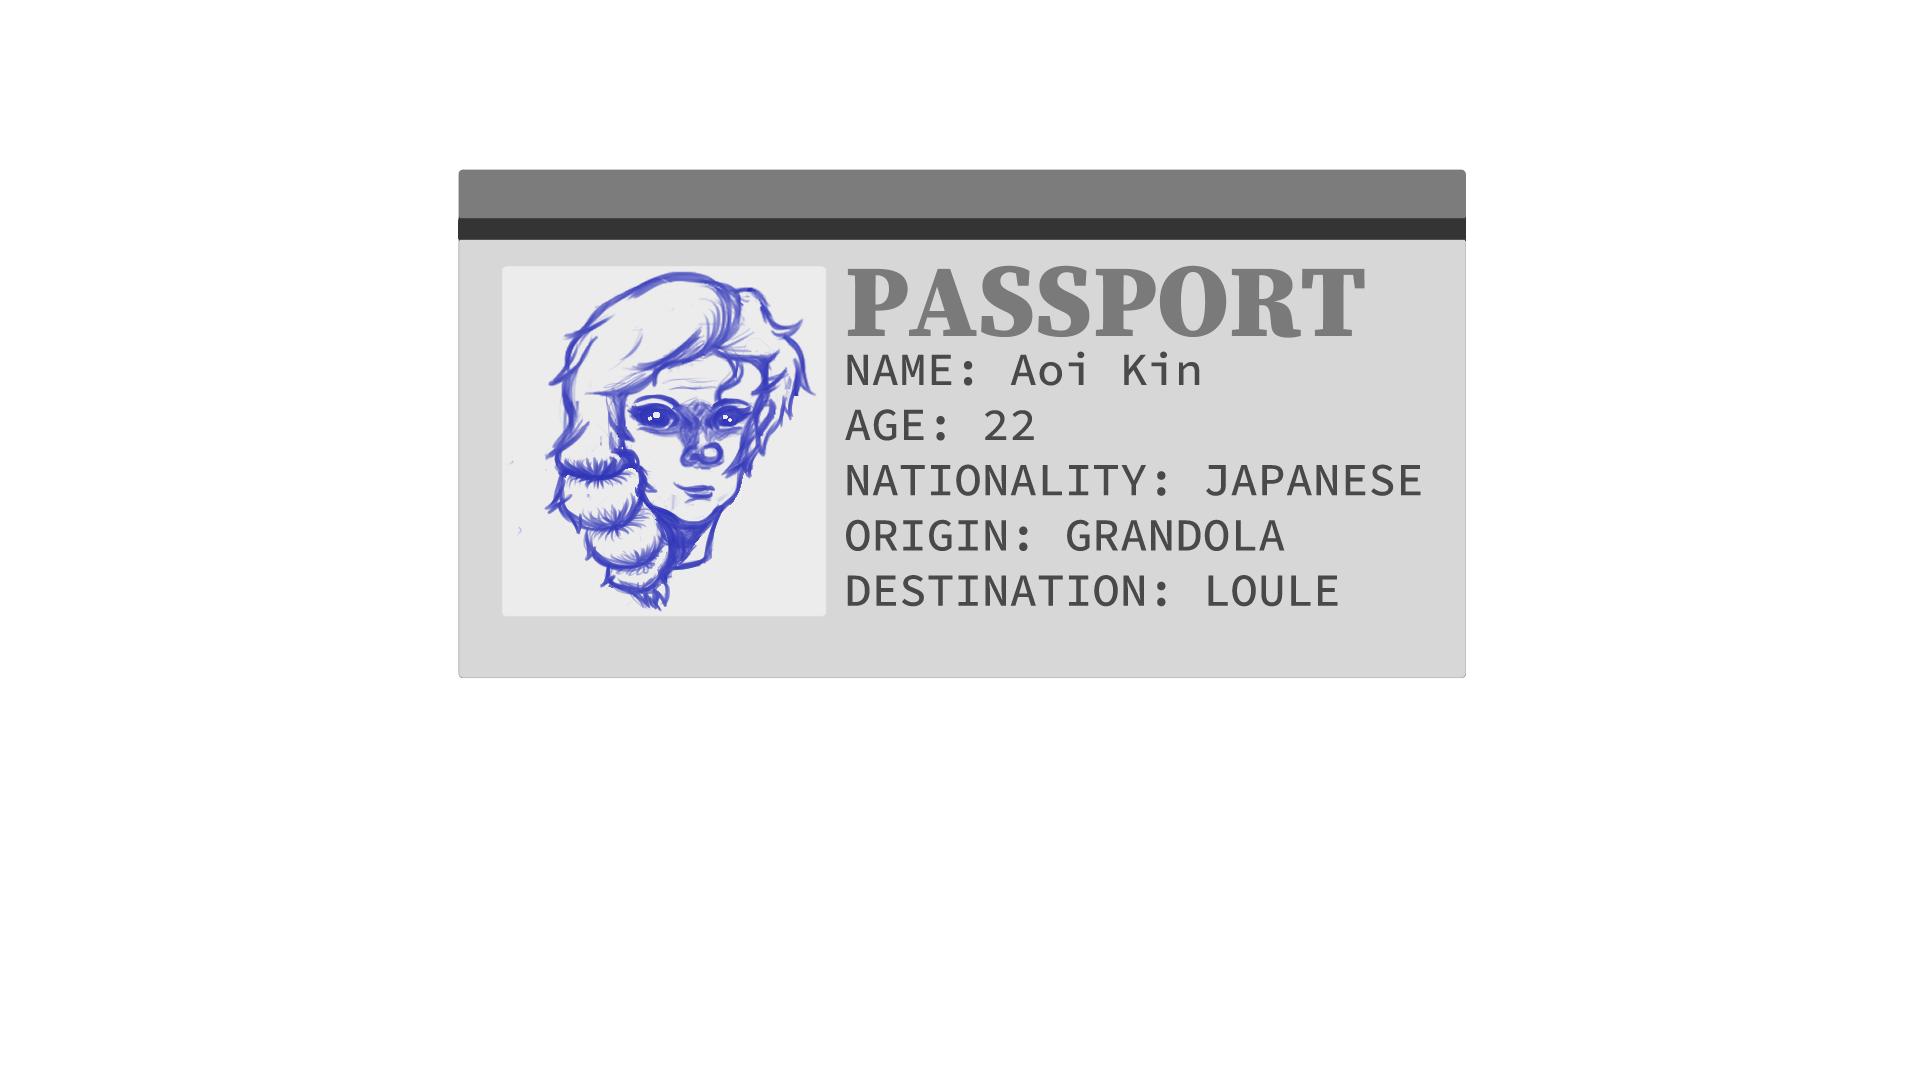 PASSPORT
NAME: Aoi Kin
AGE: 22
NATIONALITY: JAPANESE
ORIGIN: GRANDOLA
DESTINATION: LOULE